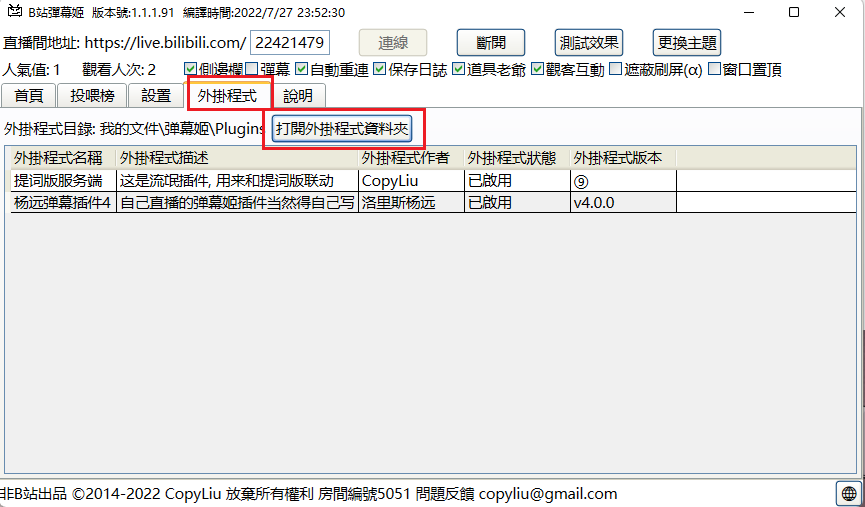 B站彈幕姬 版本號:1.1.1.91 編譯時間:2022/7/27 23:52:30
直播間地址: https://live.bilibili.com/ 22421479 連線 斷開 測試效果 更換主題
人氣值: 1 觀看人次: 2 側邊欄 彈幕 自動重連 保存日誌 道具老爺 觀客互動 遮蔽刷屏(α) 窗口置頂
首頁 投喂榜 設置 外掛程式 說明
外掛程式目錄: 我的文件\弹幕姬\Plugins 打開外掛程式資料夾
外掛程式名稱 外掛程式描述 外掛程式作者 外掛程式狀態 外掛程式版本
提词版服务端 这是流氓插件, 用来和提词版联动 CopyLiu 已啟用 ⑨
杨远弹幕插件4 自己直播的弹幕姬插件当然得自己写 洛里斯杨远 已啟用 v4.0.0
非B站出品 ©2014-2022 CopyLiu 放棄所有權利 房間編號5051 問題反饋 copyliu@gmail.com